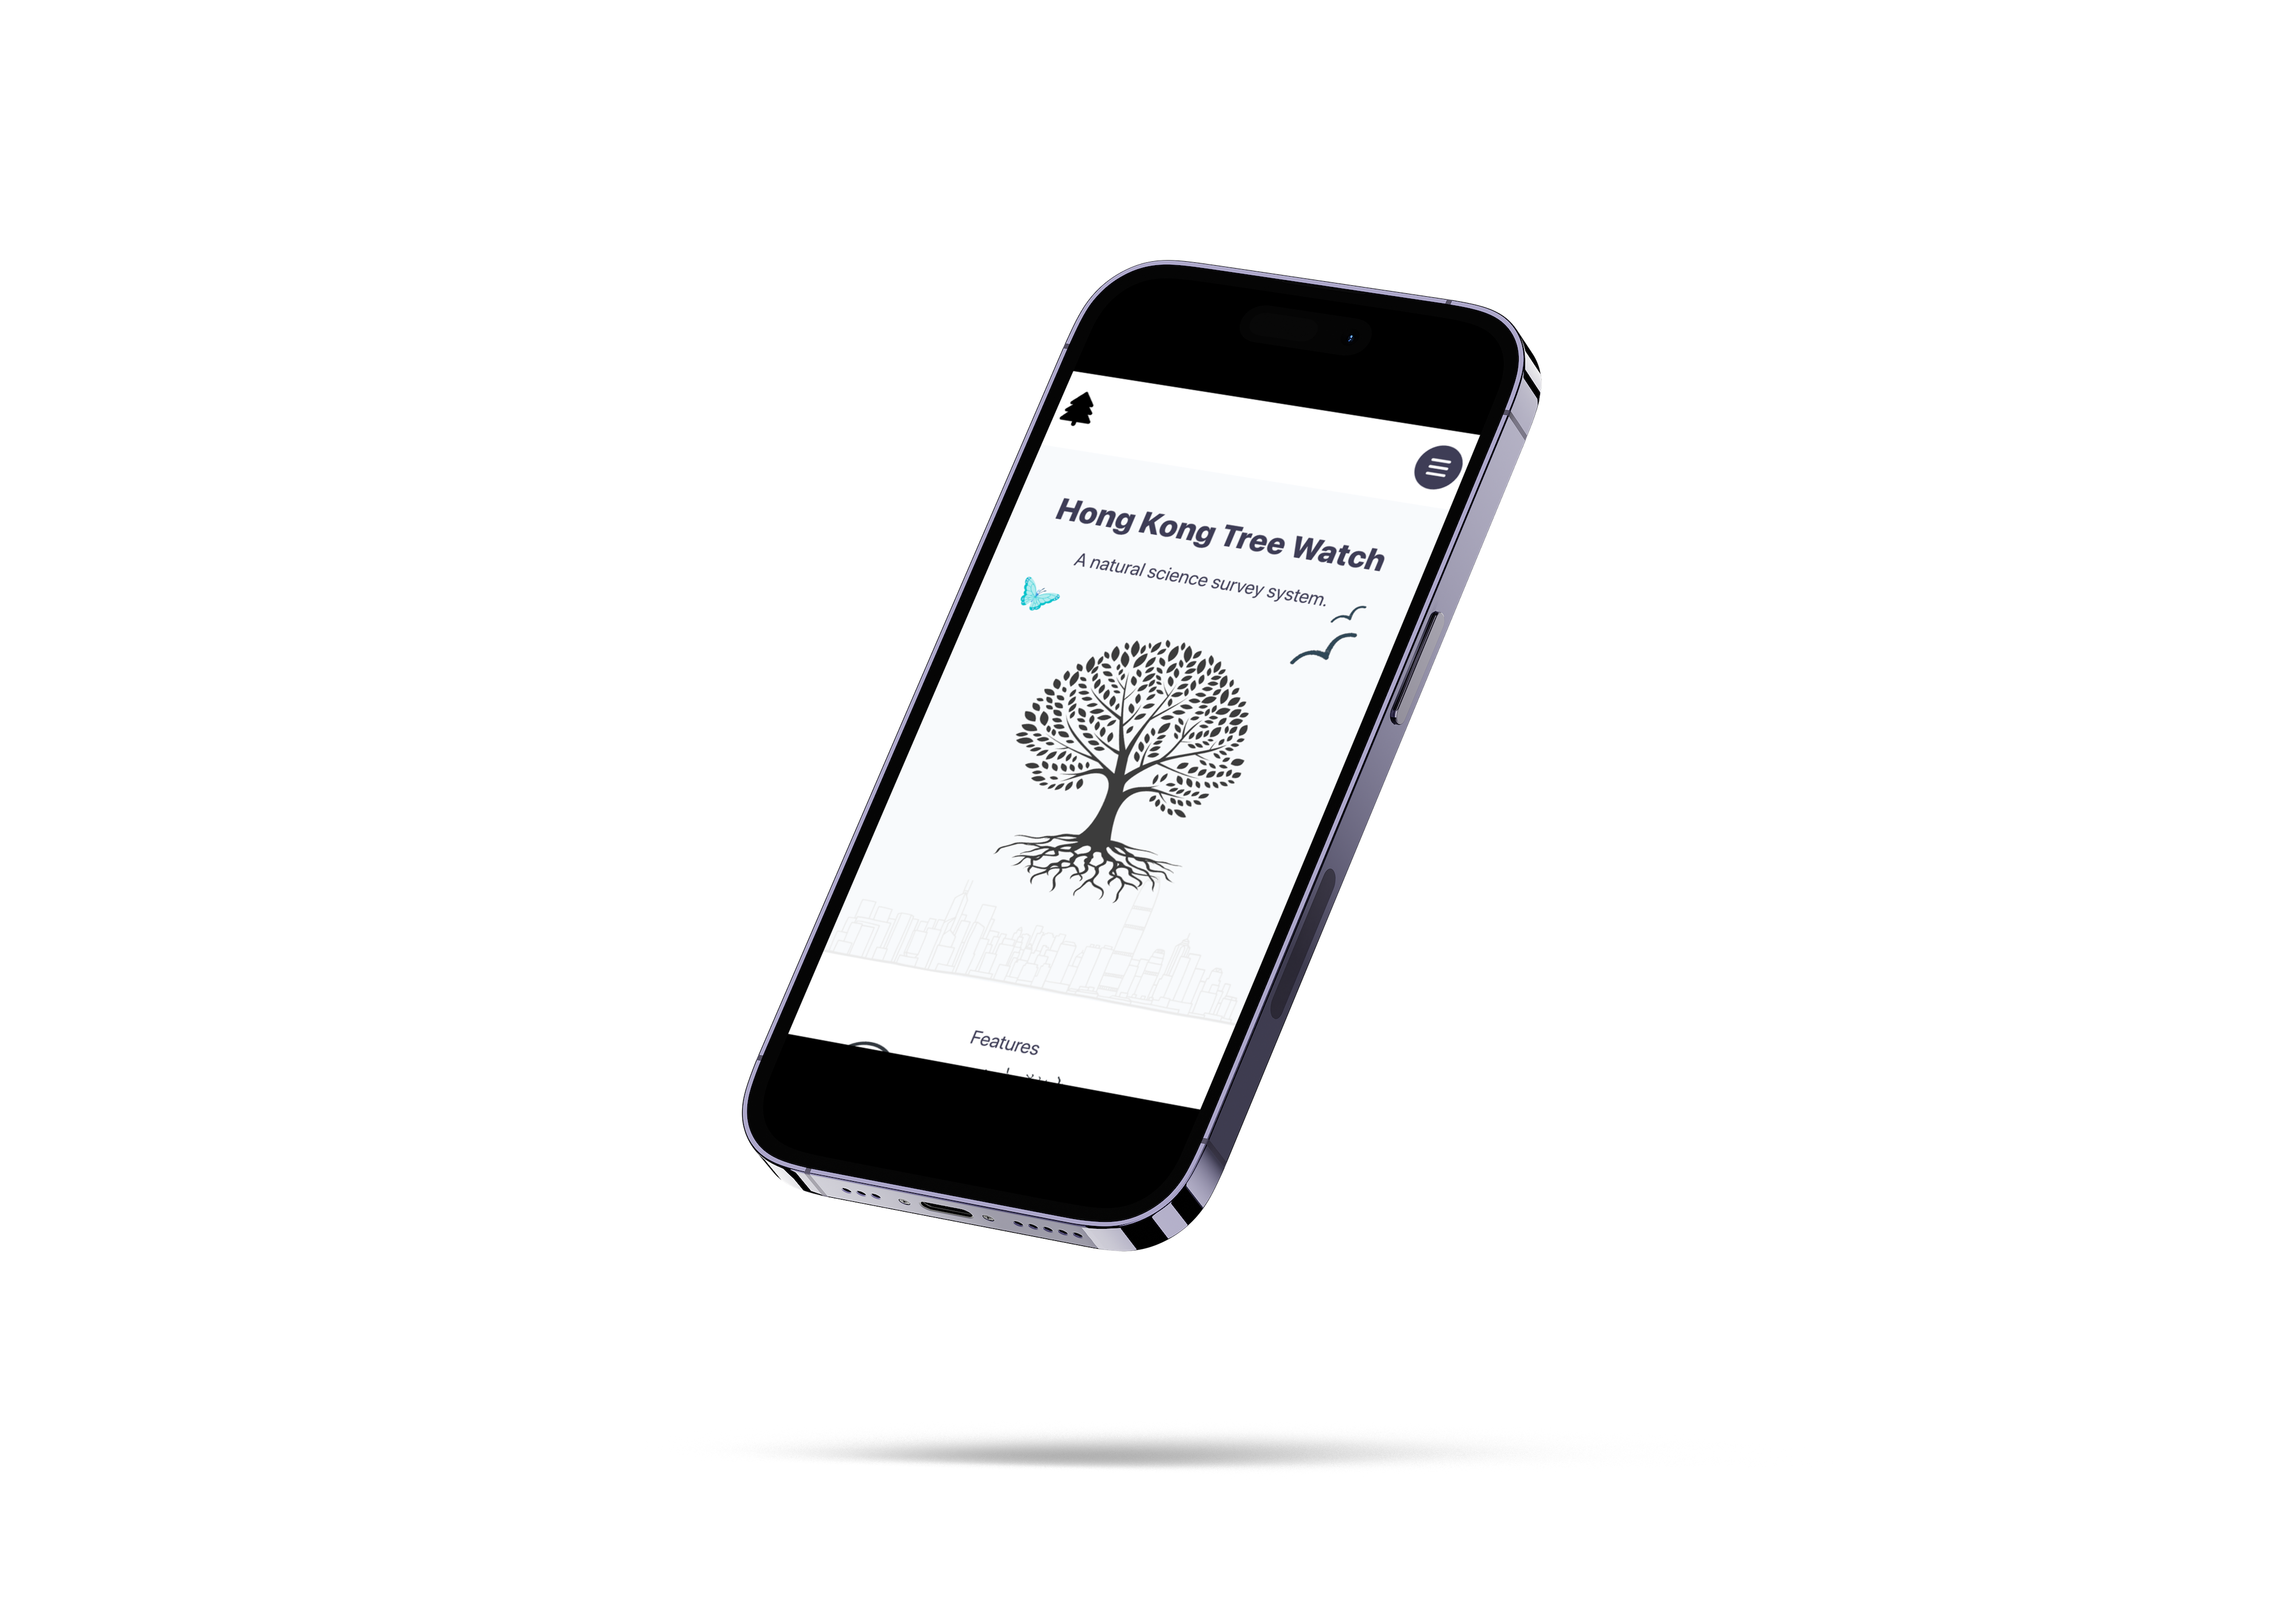 Hong Kong Tree Watch
A natural science survey system.
Features